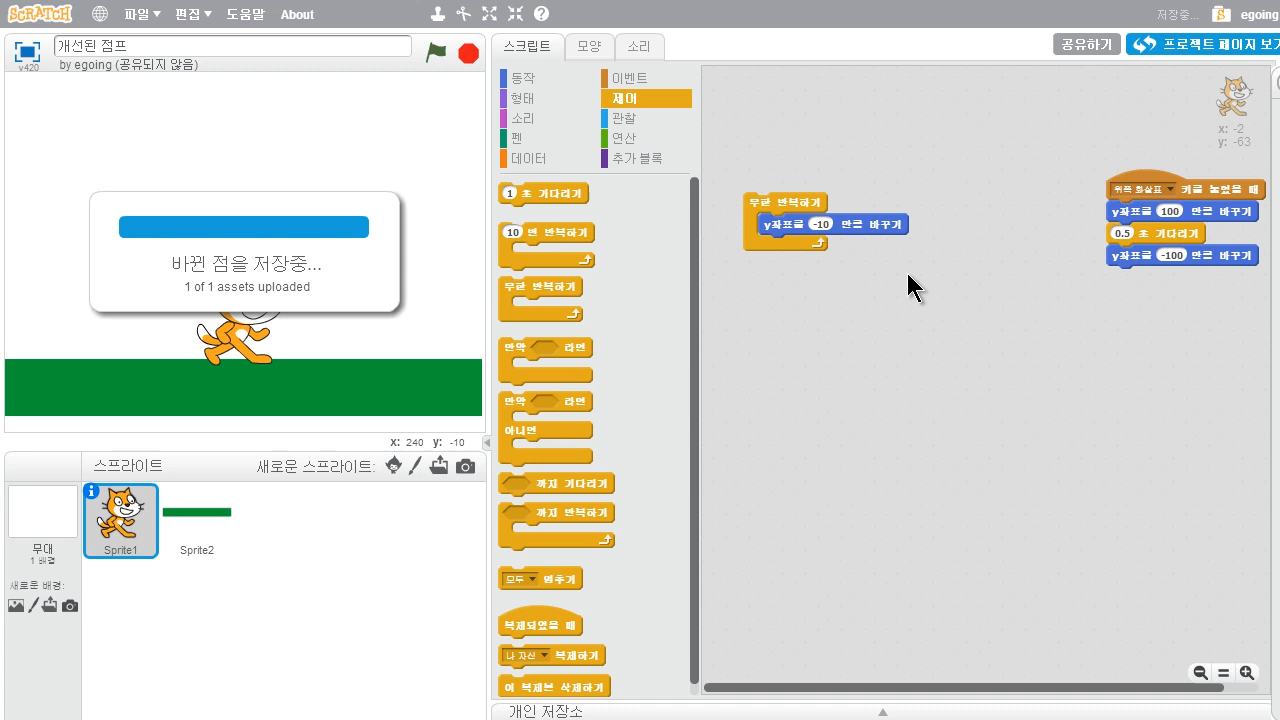 SCRATCH
파일 편집 도움말 About
저장중... egoing
v420
개선된 점프
by egoing (공유되지 않음)
스크립트 모양 소리
공유하기 프로젝트 페이지 보기
동작 이벤트
형태 제어
소리 관찰
펜 연산
데이터 추가 블록
1 초 기다리기
10 번 반복하기
무한 반복하기
만약 라면
만약 라면
아니면
까지 기다리기
까지 반복하기
모두 멈추기
복제되었을 때
나 자신 복제하기
이 복제본 삭제하기
무한 반복하기
y좌표를 -10 만큼 바꾸기
위쪽 화살표 키를 눌렀을 때
y좌표를 100 만큼 바꾸기
0.5 초 기다리기
y좌표를 -100 만큼 바꾸기
x: -2
y: -63
바뀐 점을 저장중...
1 of 1 assets uploaded
x: 240 y: -10
스프라이트 새로운 스프라이트:
무대
1 배경
새로운 배경:
Sprite1
Sprite2
개인 저장소